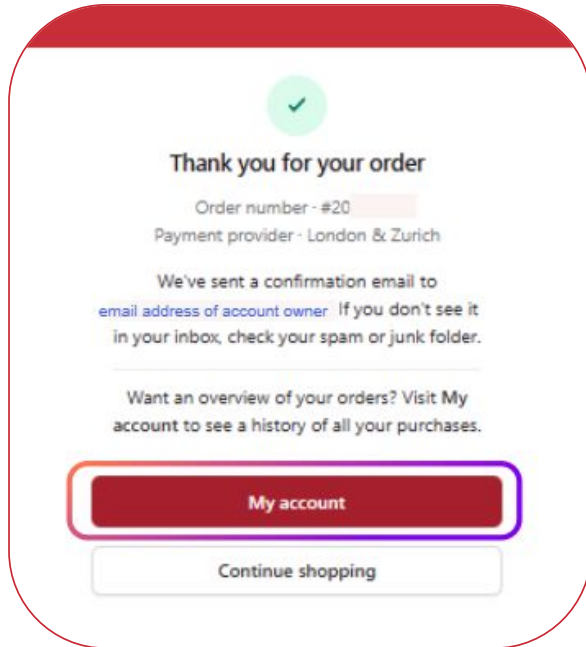 Thank you for your order
Order number · #20
Payment provider · London & Zurich
We've sent a confirmation email to
email address of account owner If you don't see it
in your inbox, check your spam or junk folder.
Want an overview of your orders? Visit My
account to see a history of all your purchases.
My account
Continue shopping